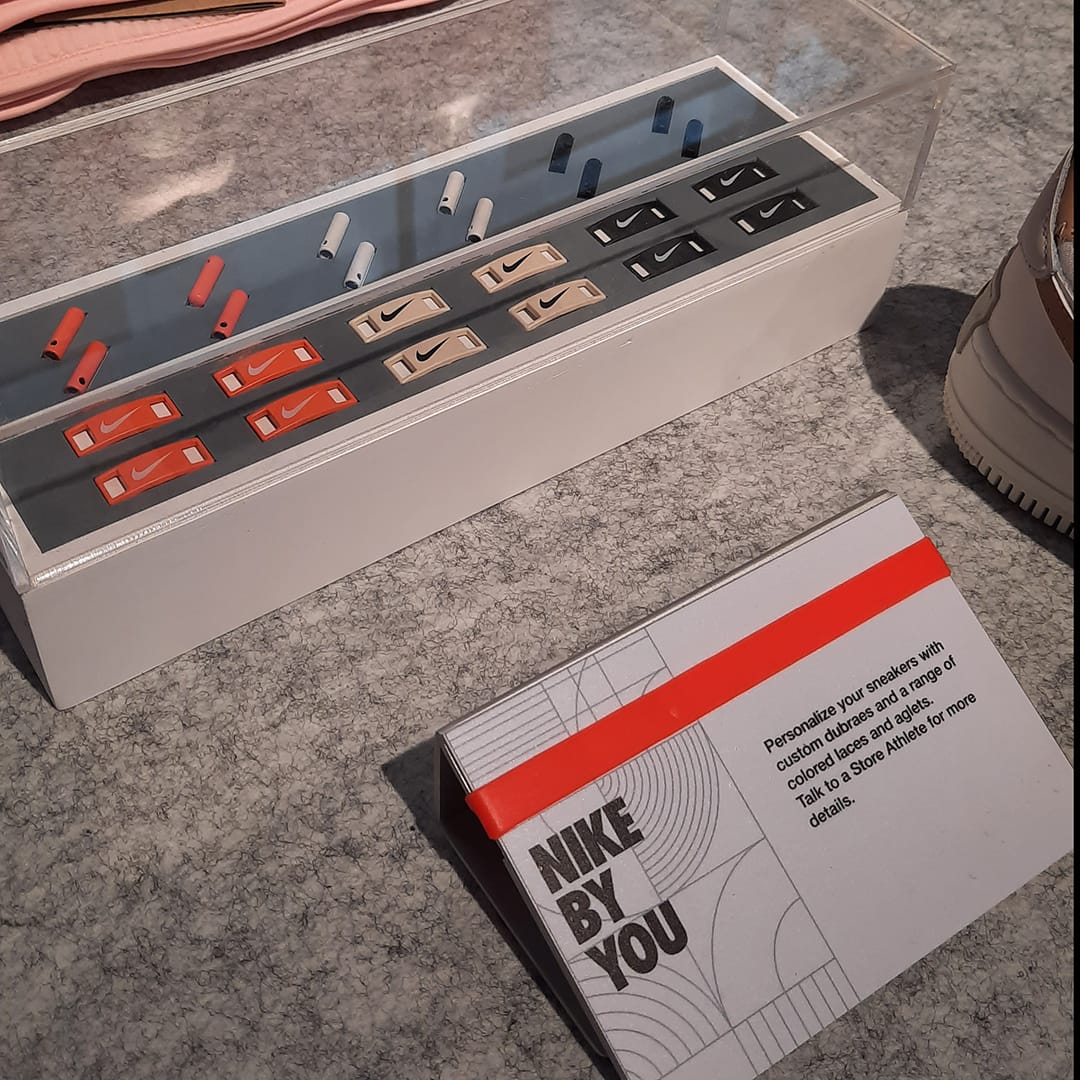 NIKE
BY
YOU
Personalize your sneakers with
custom dubraes and a range of
colored laces and aglets.
Talk to a Store Athlete for more
details.